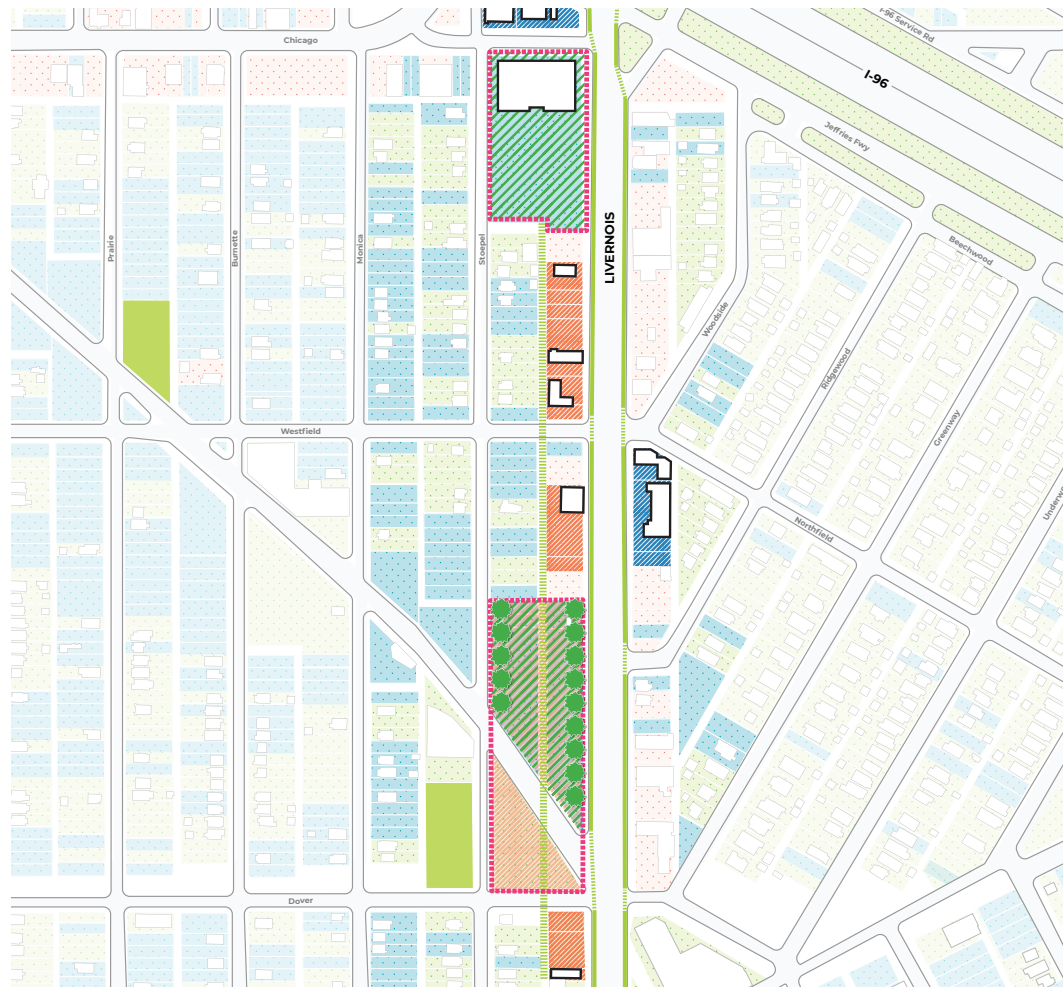 Chicago
I-96 Service Rd
I-96
Jeffries Fwy
LIVERNOIS
Prairie
Burnette
Monica
Stoepel
Beechwood
Woodside
Ridgewood
Greenway
Westfield
Northfield
Underwo
Dover